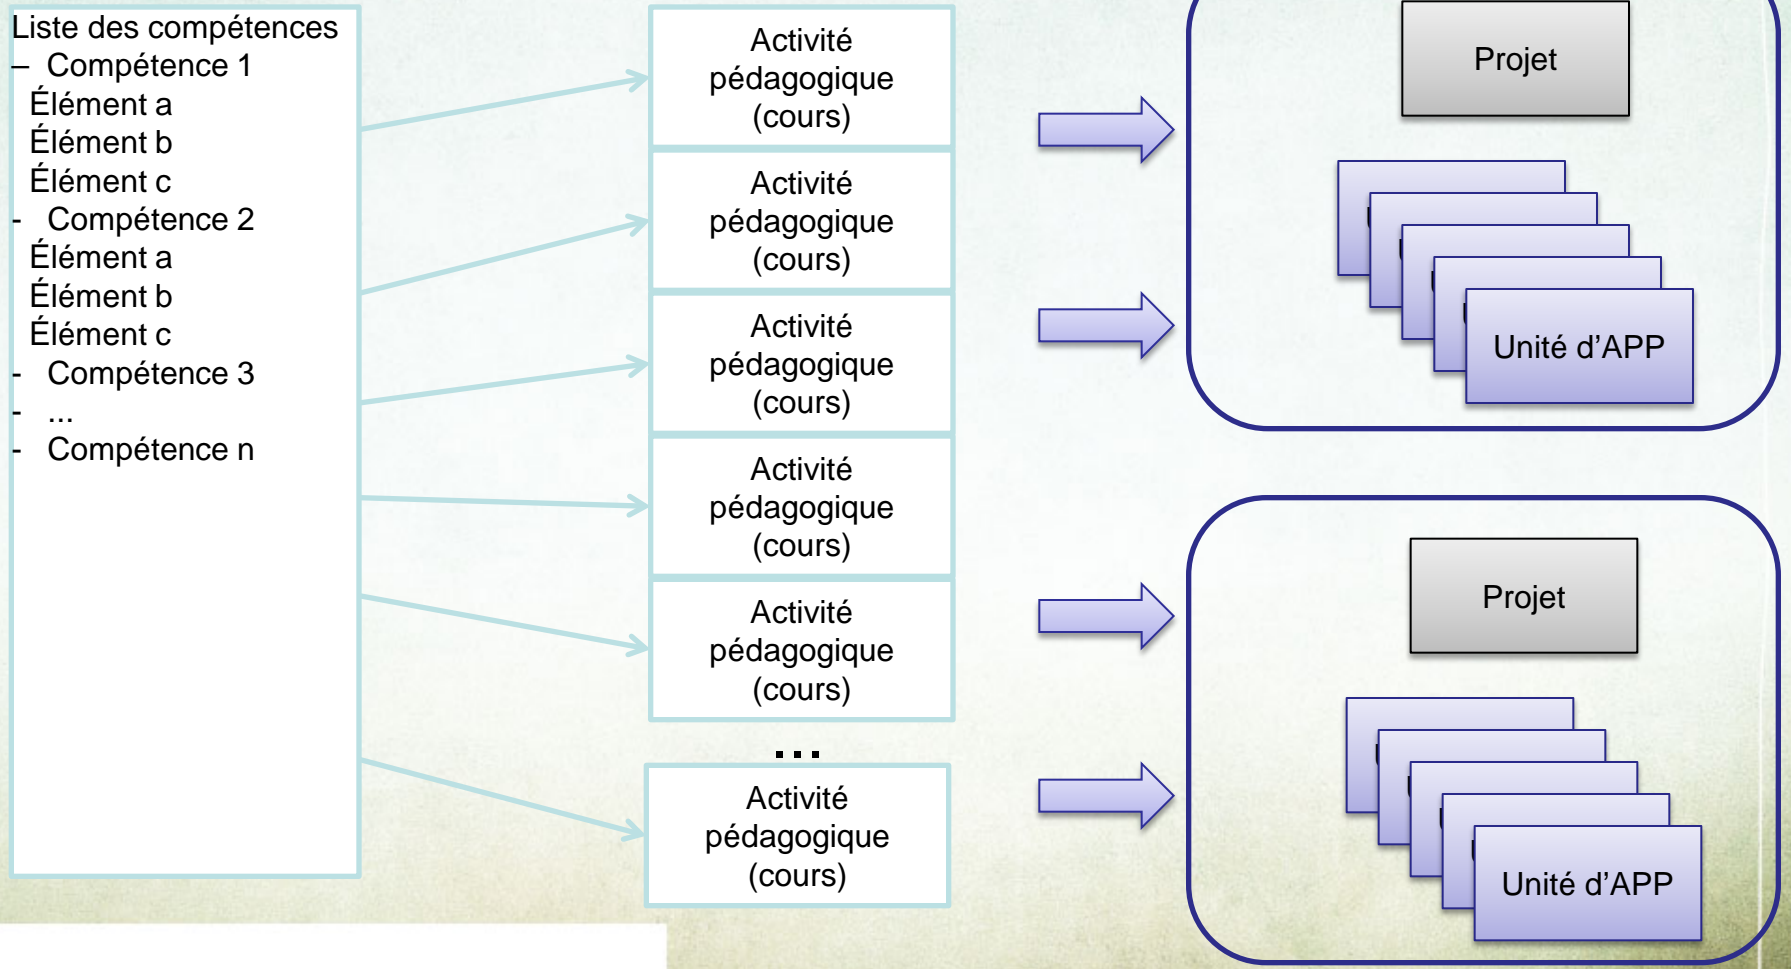 Liste des compétences
– Compétence 1
Élément a
Élément b
Élément c
- Compétence 2
Élément a
Élément b
Élément c
- Compétence 3
- ...
- Compétence n
Activité
pédagogique
(cours)
Activité
pédagogique
(cours)
Activité
pédagogique
(cours)
Activité
pédagogique
(cours)
Activité
pédagogique
(cours)
...
Activité
pédagogique
(cours)
Projet
Unité d’APP
Projet
Unité d’APP